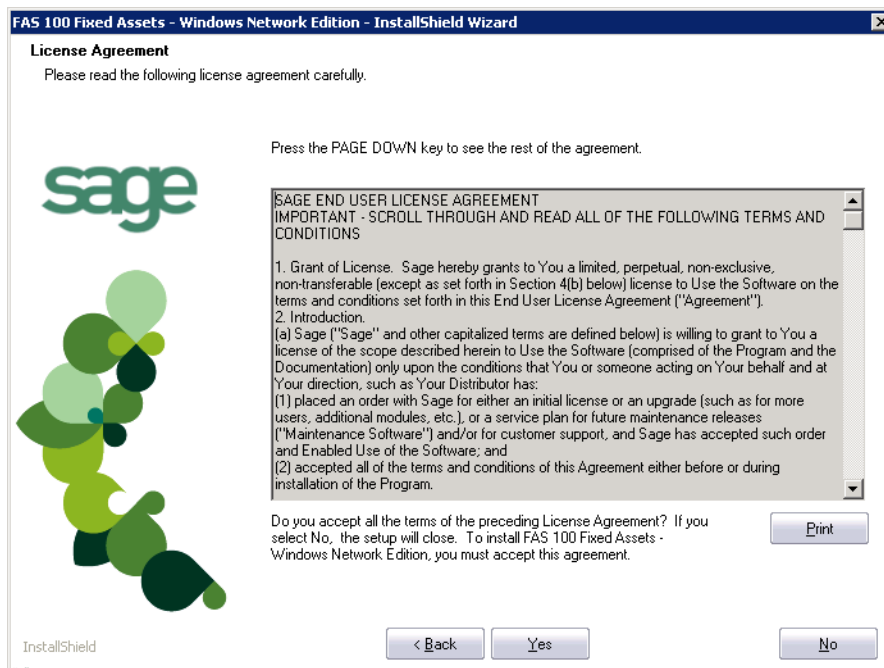 FAS 100 Fixed Assets - Windows Network Edition - InstallShield Wizard
License Agreement
Please read the following license agreement carefully.
Press the PAGE DOWN key to see the rest of the agreement.
sage
SAGE END USER LICENSE AGREEMENT
IMPORTANT - SCROLL THROUGH AND READ ALL OF THE FOLLOWING TERMS AND
CONDITIONS
1. Grant of License.  Sage hereby grants to You a limited, perpetual, non-exclusive,
non-transferable (except as set forth in Section 4(b) below) license to Use the Software on the
terms and conditions set forth in this End User License Agreement ("Agreement").
2. Introduction.
(a) Sage ("Sage" and other capitalized terms are defined below) is willing to grant to You a
license of the scope described herein to Use the Software (comprised of the Program and the
Documentation) only upon the conditions that You or someone acting on Your behalf and at
Your direction, such as Your Distributor has:
(1) placed an order with Sage for either an initial license or an upgrade (such as for more
users, additional modules, etc.), or a service plan for future maintenance releases
("Maintenance Software") and/or for customer support, and Sage has accepted such order
and Enabled Use of the Software; and
(2) accepted all of the terms and conditions of this Agreement either before or during
installation of the Program.
Do you accept all the terms of the preceding License Agreement?  If you
select No,  the setup will close.  To install FAS 100 Fixed Assets -
Windows Network Edition, you must accept this agreement.
Print
InstallShield
< Back
Yes
No